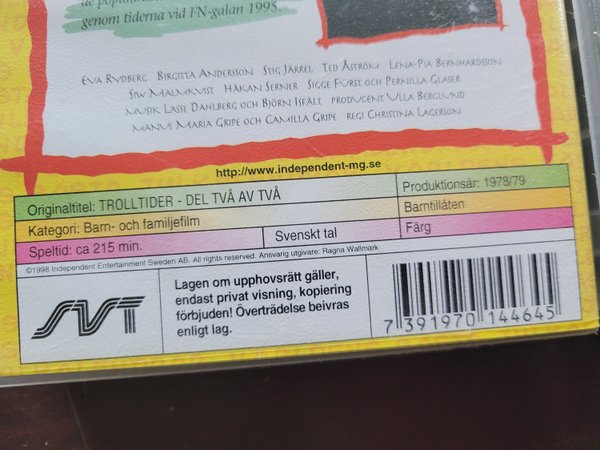 de populära
genom tiderna vid FN-galan 1995.
EVA RYDBERG BIRGITTA ANDERSSON STIG JÄRREL TED ÅSTRÖM LENA-PIA BERNHARDSSON
SIW MALMKVIST HÅKAN SERNER SIGGE FÜRST OCH PERNILLA GLASER
MUSIK LASSE DAHLBERG OCH BJÖRN ISFÄLT PRODUCENT ULLA BERGLUND
MANUS MARIA GRIPE OCH CAMILLA GRIPE REGI CHRISTINA LAGERSON
http://www.independent-mg.se
Originaltitel: TROLLTIDER - DEL TVÅ AV TVÅ
Produktionsår: 1978/79
Kategori: Barn- och familjefilm
Barntillåten
Speltid: ca 215 min.
Svenskt tal
Färg
©1998 Independent Entertainment Sweden AB. All rights reserved. Ansvarig utgivare: Ragna Wallmark
SVT
Lagen om upphovsrätt gäller,
endast privat visning, kopiering
förbjuden! Överträdelse beivras
enligt lag.
7 391970 144645